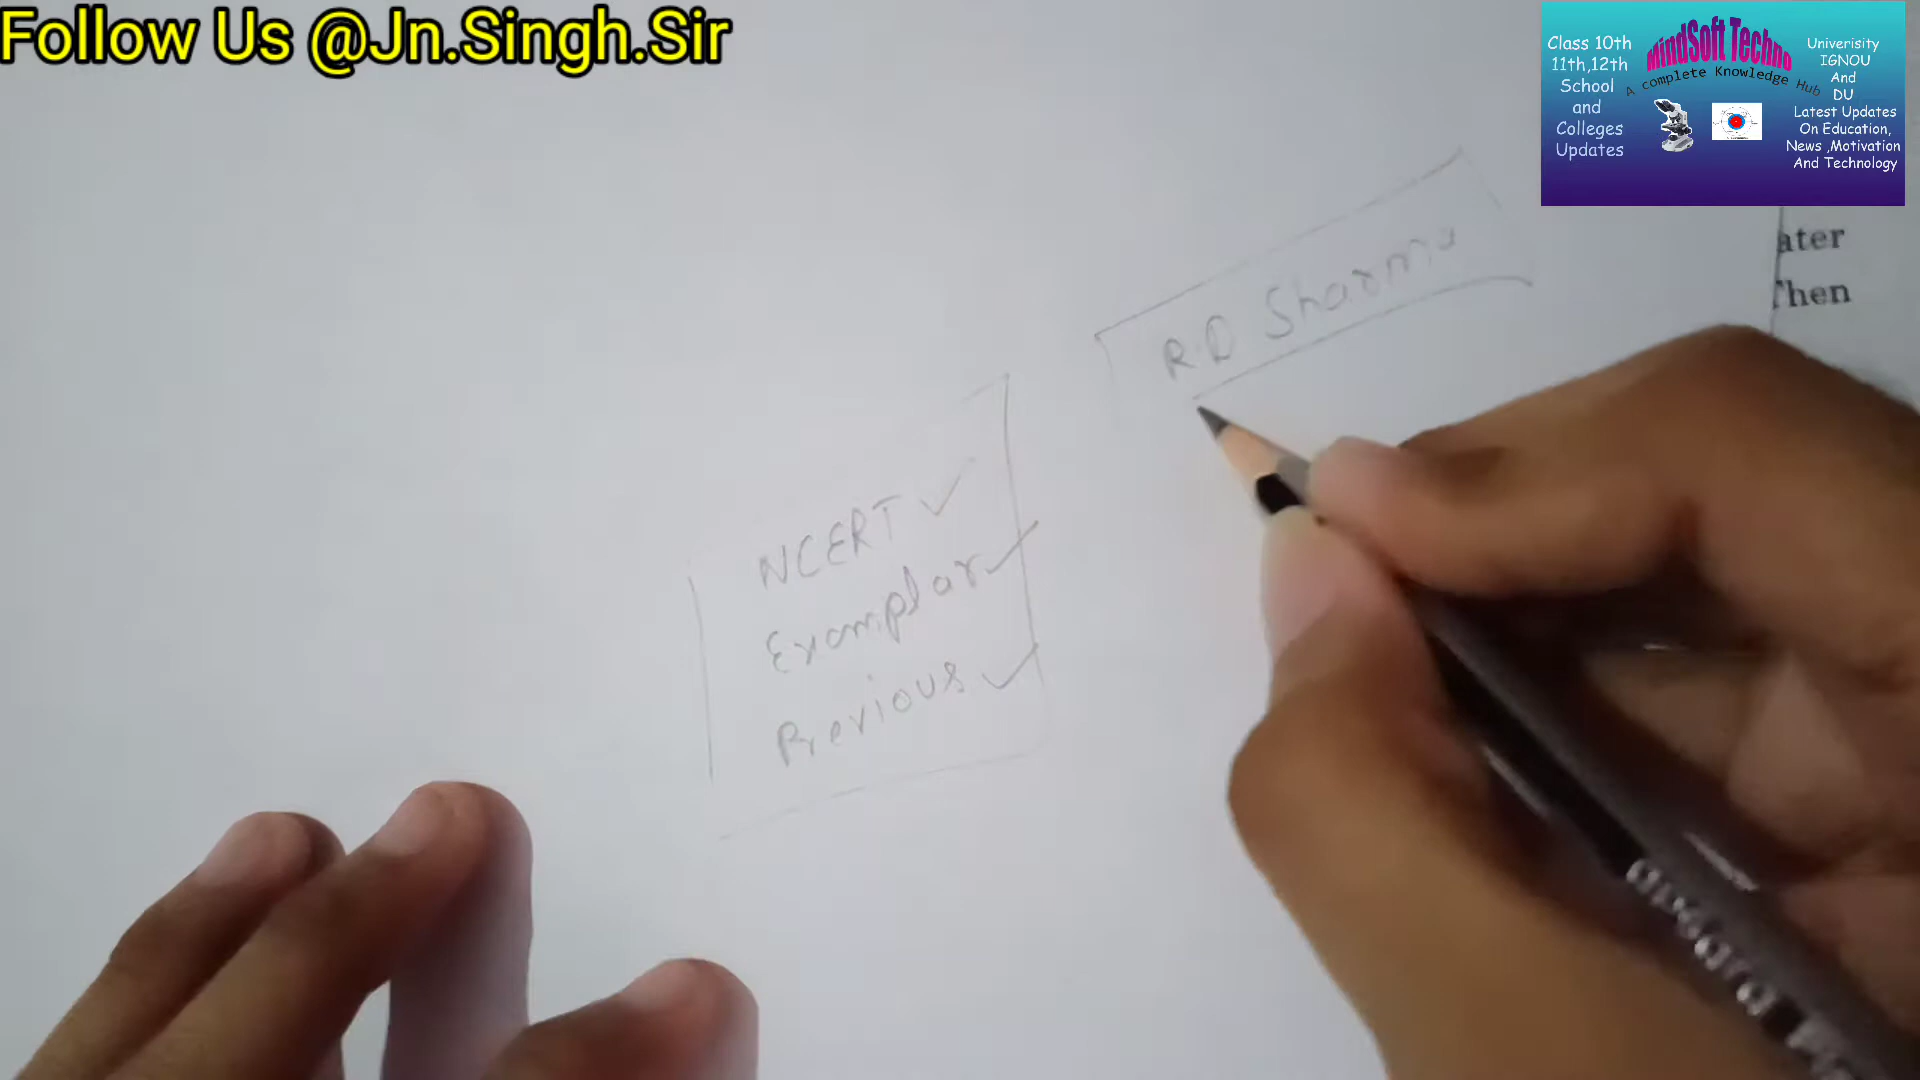 Follow Us @Jn.Singh.Sir
Class 10th
11th,12th
School
and
Colleges
Updates
MindSoft Techno
A complete Knowledge Hub
Univerisity
IGNOU
And
DU
Latest Updates
On Education,
News ,Motivation
And Technology
ater
Then
R.D Sharma
NCERT ✓
Examplar ✓
Previous ✓
apsara